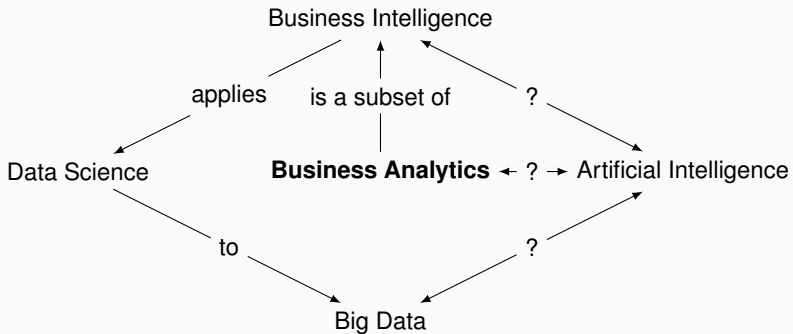 Business Intelligence
applies
is a subset of
?
Data Science
Business Analytics
?
Artificial Intelligence
to
?
Big Data